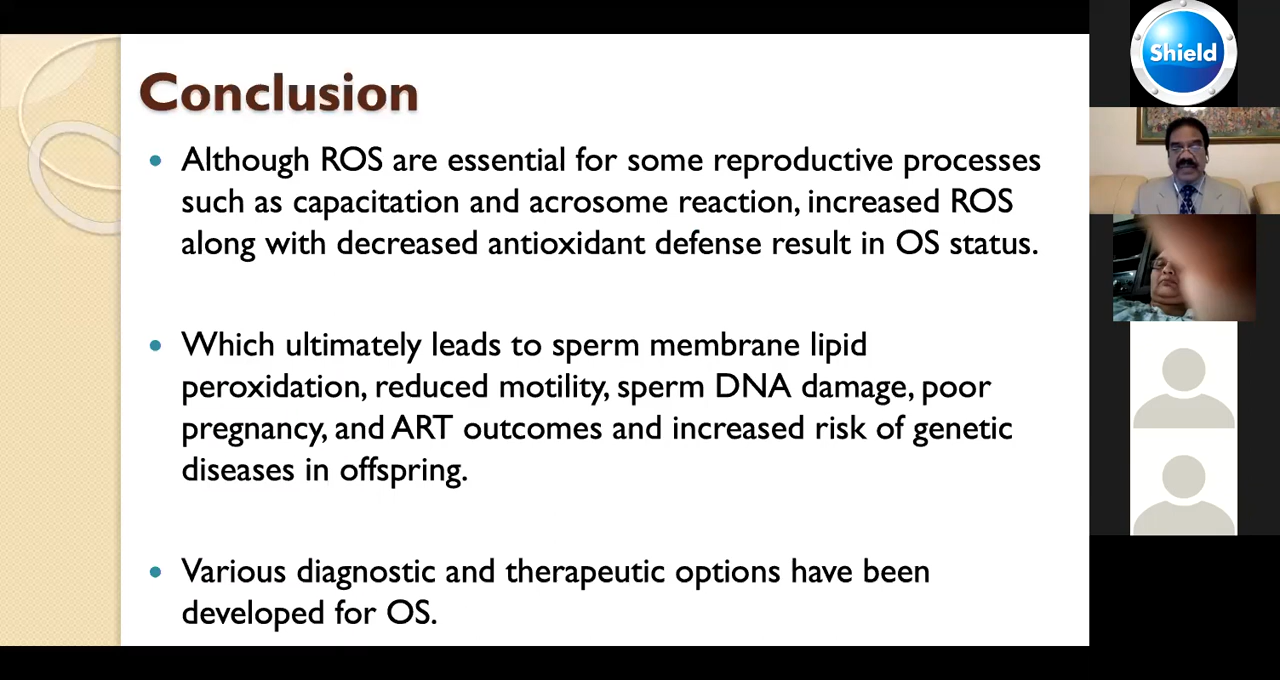 Conclusion
Although ROS are essential for some reproductive processes
such as capacitation and acrosome reaction, increased ROS
along with decreased antioxidant defense result in OS status.
Which ultimately leads to sperm membrane lipid
peroxidation, reduced motility, sperm DNA damage, poor
pregnancy, and ART outcomes and increased risk of genetic
diseases in offspring.
Various diagnostic and therapeutic options have been
developed for OS.
Shield